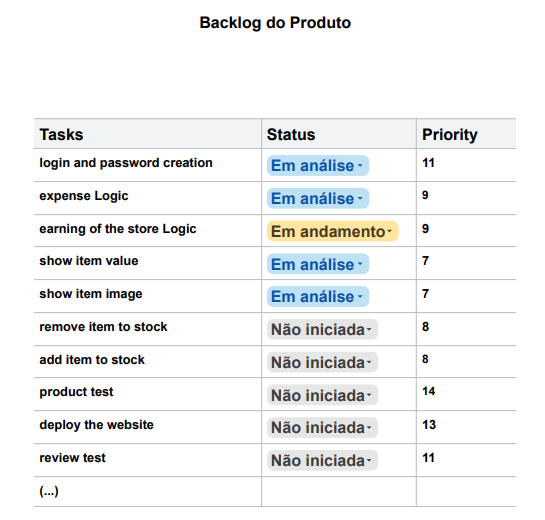 Backlog do Produto
Tasks Status Priority
login and password creation Em análise 11
expense Logic Em análise 9
earning of the store Logic Em andamento 9
show item value Em análise 7
show item image Em análise 7
remove item to stock Não iniciada 8
add item to stock Não iniciada 8
product test Não iniciada 14
deploy the website Não iniciada 13
review test Não iniciada 11
(...)